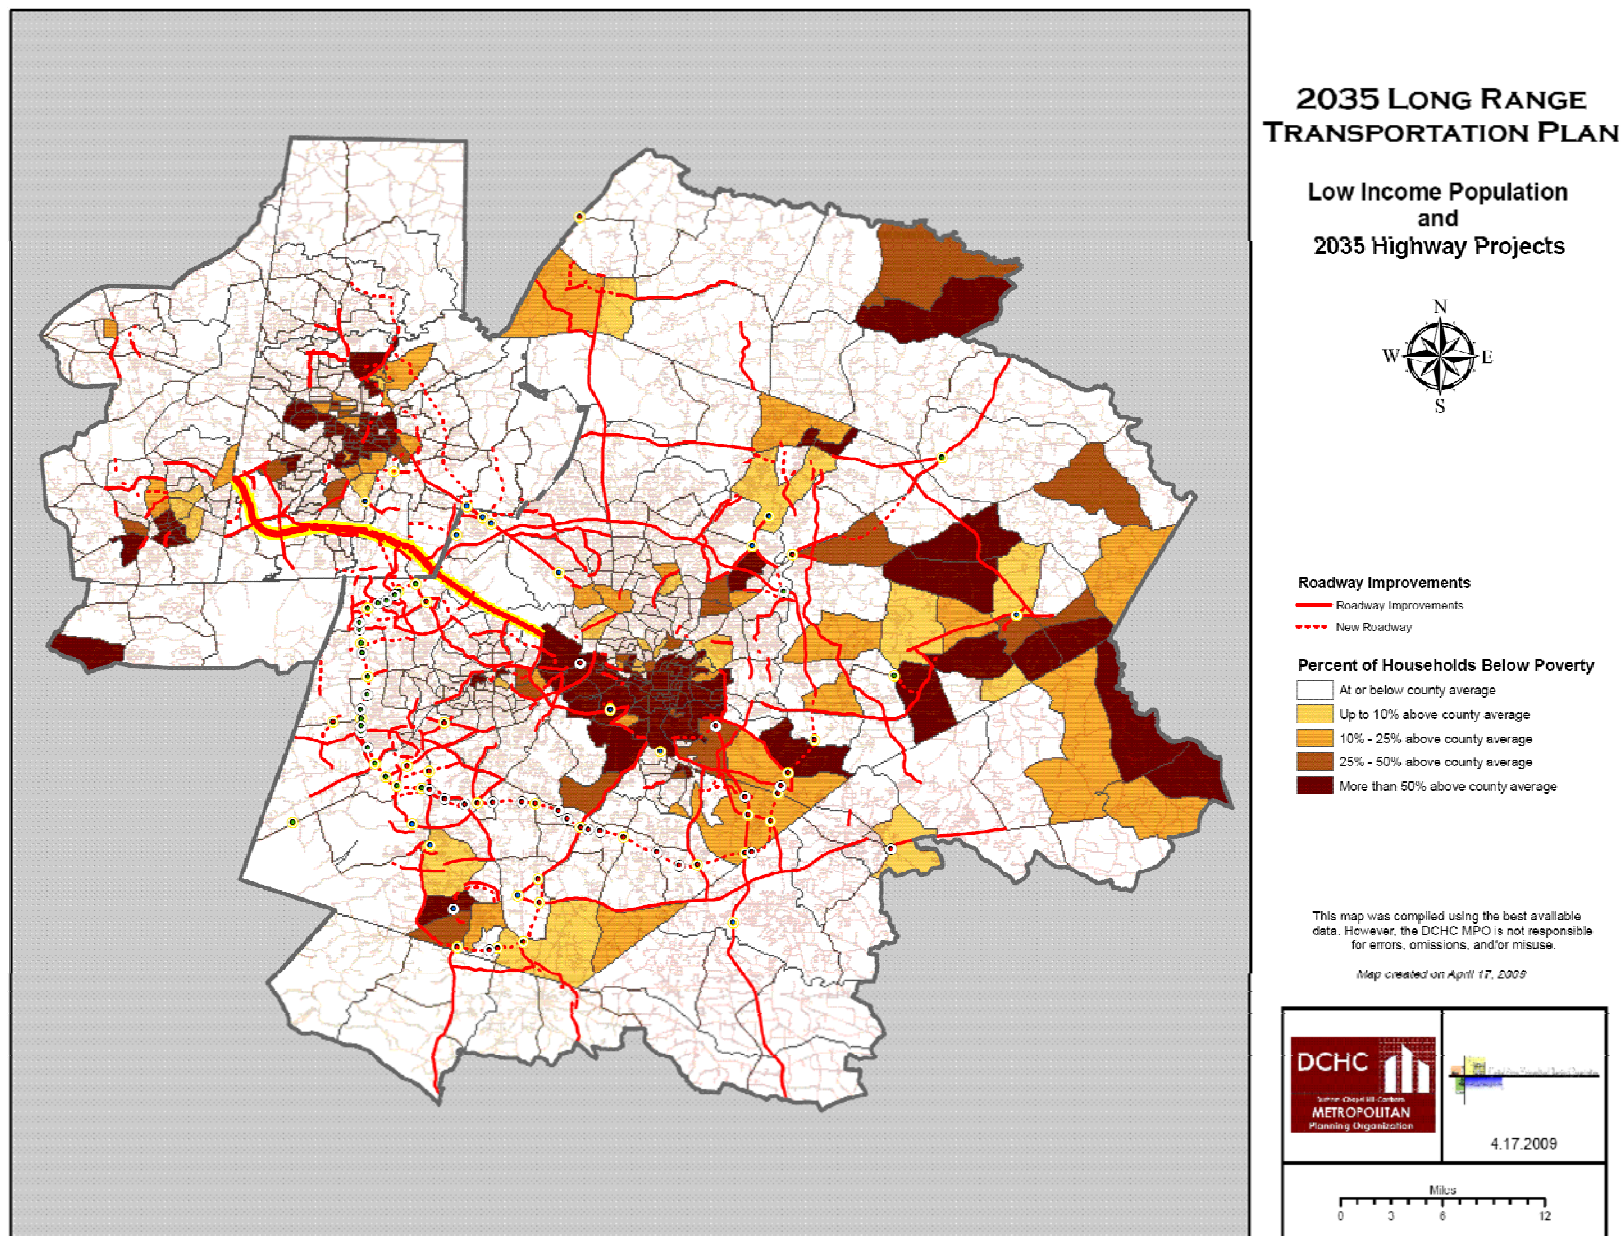 2035 LONG RANGE
TRANSPORTATION PLAN
Low Income Population
and
2035 Highway Projects
N
W E
S
Roadway Improvements
Roadway Improvements
New Roadway
Percent of Households Below Poverty
At or below county average
Up to 10% above county average
10% - 25% above county average
25% - 50% above county average
More than 50% above county average
This map was compiled using the best available
data. However, the DCHC MPO is not responsible
for errors, omissions, and/or misuse.
Map created on April 17, 2009
DCHC
Durham-Chapel Hill-Carrboro
METROPOLITAN
Planning Organization
4.17.2009
Miles
0 3 6 12